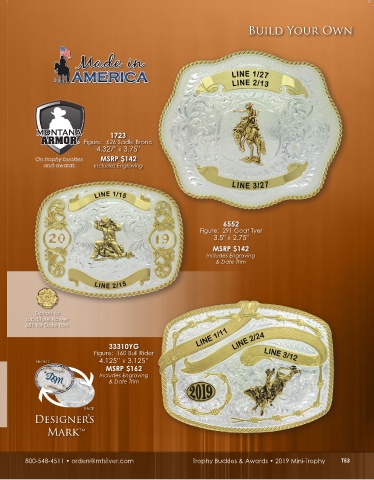 BUILD YOUR OWN
Made in
AMERICA
LINE 1/27
LINE 2/13
LINE 3/27
MONTANA
ARMOR
On trophy buckles
and awards
1723
Figure: 626 Saddle Bronc
4.327" x 3.75"
MSRP $142
Includes Engraving
LINE 1/15
20 19
LINE 2/15
6552
Figure: 291 Goat Tyer
3.5" x 2.75"
MSRP $142
Includes Engraving
& Date Trim
33310YG
Figure: 160 Bull Rider
4.125" x 3.125"
MSRP $162
Includes Engraving
& Date Trim
LINE 1/11
LINE 2/24
LINE 3/12
2019
FRONT
BACK
DESIGNER'S
MARK™
800-548-4511 • orders@mtsilver.com
Trophy Buckles & Awards • 2019 Mini-Trophy T53